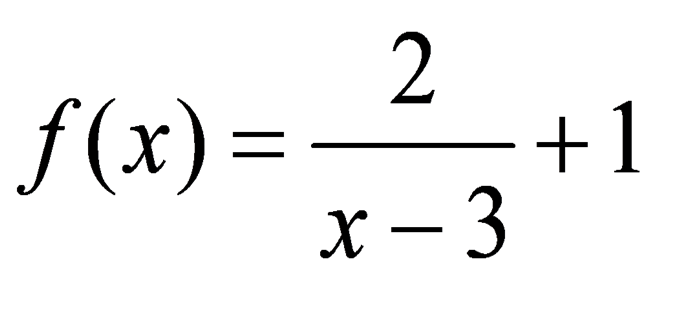 f(x) = 2/(x − 3) + 1